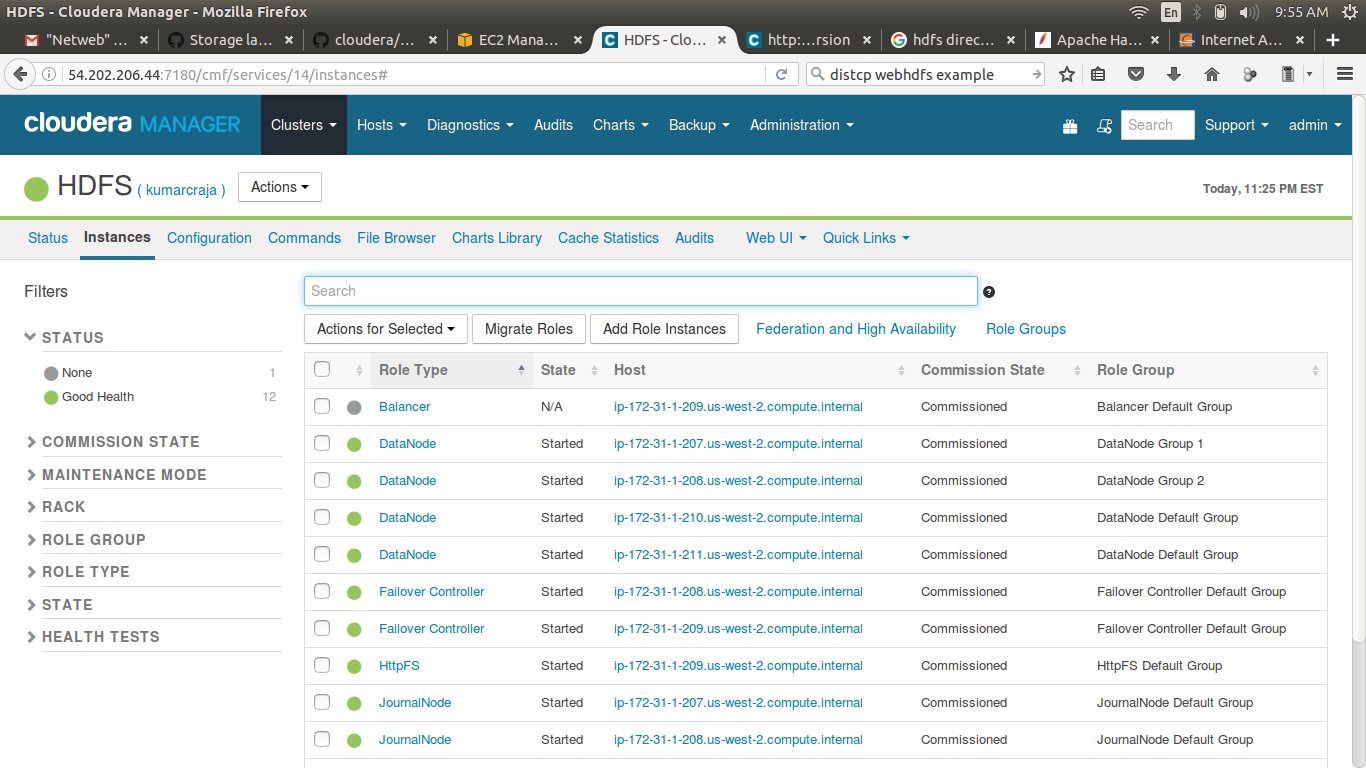 HDFS - Cloudera Manager - Mozilla Firefox
En
9:55 AM
"Netweb" ...
Storage la...
cloudera/...
EC2 Mana...
HDFS - Clo...
http:...rsion
hdfs direc...
Apache Ha...
Internet A...
54.202.206.44:7180/cmf/services/14/instances#
distcp webhdfs example
cloudera MANAGER
Clusters
Hosts
Diagnostics
Audits
Charts
Backup
Administration
Search
Support
admin
HDFS ( kumarcraja )
Actions
Today, 11:25 PM EST
Status
Instances
Configuration
Commands
File Browser
Charts Library
Cache Statistics
Audits
Web UI
Quick Links
Filters
STATUS
None 1
Good Health 12
COMMISSION STATE
MAINTENANCE MODE
RACK
ROLE GROUP
ROLE TYPE
STATE
HEALTH TESTS
Search
?
Actions for Selected
Migrate Roles
Add Role Instances
Federation and High Availability
Role Groups
Role Type State Host Commission State Role Group
Balancer N/A ip-172-31-1-209.us-west-2.compute.internal Commissioned Balancer Default Group
DataNode Started ip-172-31-1-207.us-west-2.compute.internal Commissioned DataNode Group 1
DataNode Started ip-172-31-1-208.us-west-2.compute.internal Commissioned DataNode Group 2
DataNode Started ip-172-31-1-210.us-west-2.compute.internal Commissioned DataNode Default Group
DataNode Started ip-172-31-1-211.us-west-2.compute.internal Commissioned DataNode Default Group
Failover Controller Started ip-172-31-1-208.us-west-2.compute.internal Commissioned Failover Controller Default Group
Failover Controller Started ip-172-31-1-209.us-west-2.compute.internal Commissioned Failover Controller Default Group
HttpFS Started ip-172-31-1-209.us-west-2.compute.internal Commissioned HttpFS Default Group
JournalNode Started ip-172-31-1-207.us-west-2.compute.internal Commissioned JournalNode Default Group
JournalNode Started ip-172-31-1-208.us-west-2.compute.internal Commissioned JournalNode Default Group